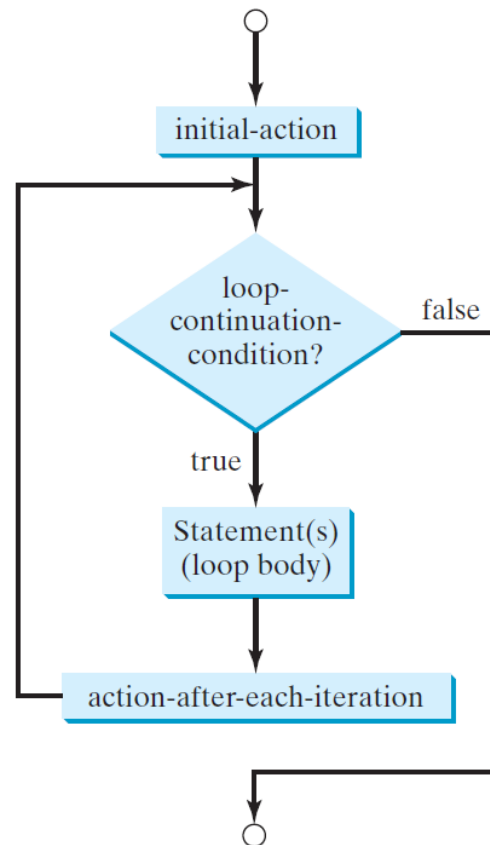 initial-action
loop-
continuation-
condition?
false
true
Statement(s)
(loop body)
action-after-each-iteration